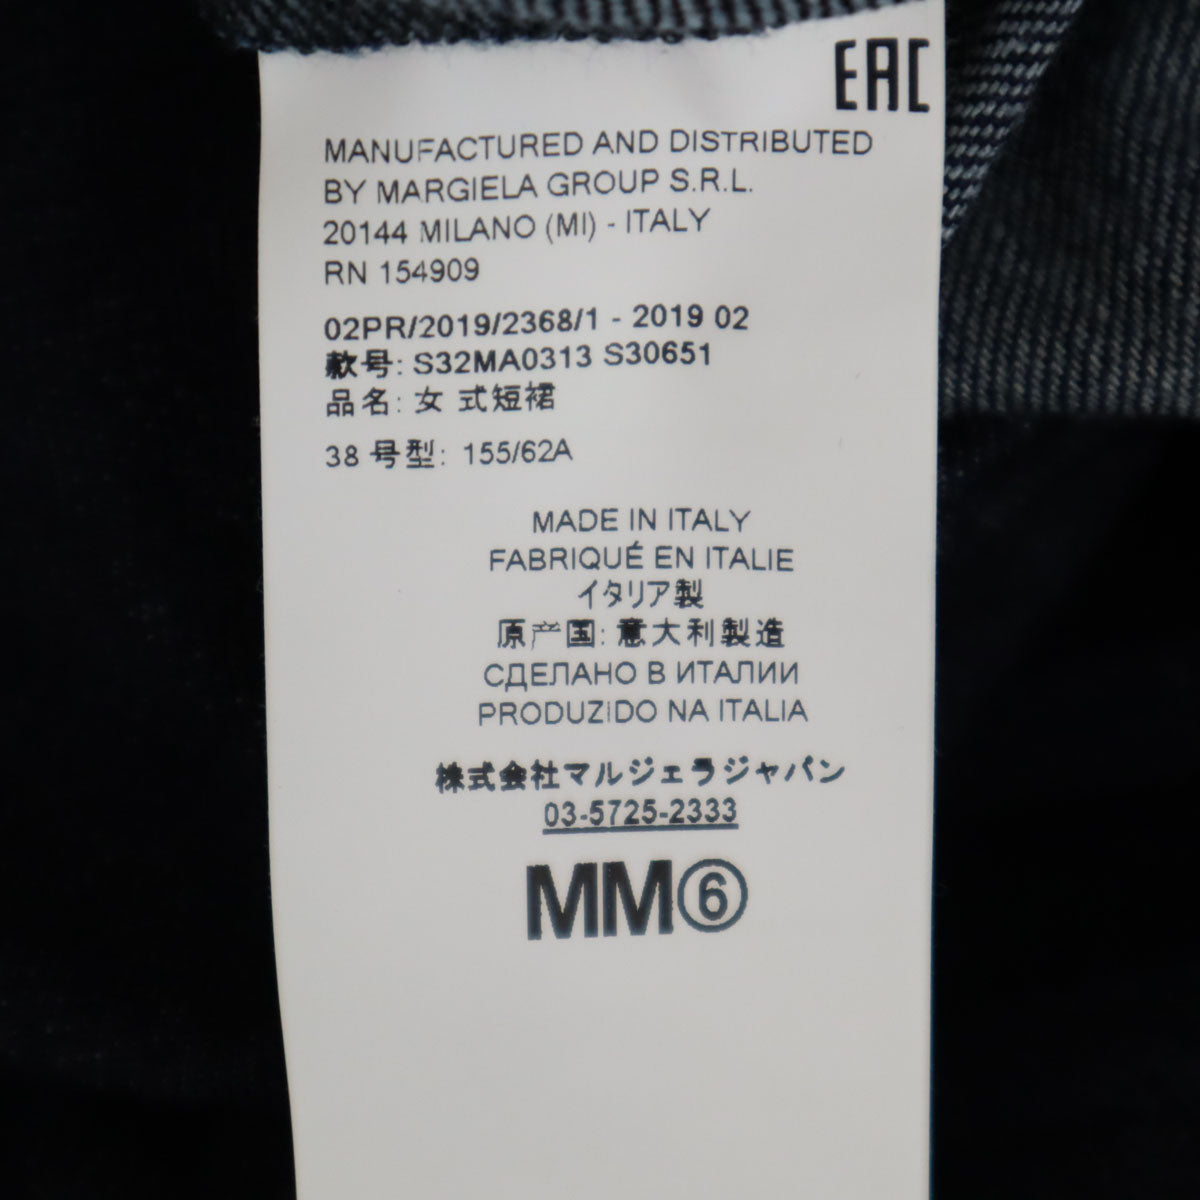 EAC
MANUFACTURED AND DISTRIBUTED
BY MARGIELA GROUP S.R.L.
20144 MILANO (MI) - ITALY
RN 154909
02PR/2019/2368/1 - 2019 02
款号: S32MA0313 S30651
品名: 女 式短裙
38 号型: 155/62A
MADE IN ITALY
FABRIQUÉ EN ITALIE
イタリア製
原产国: 意大利製造
СДЕЛАНО В ИТАЛИИ
PRODUZIDO NA ITALIA
株式会社マルジェラジャパン
03-5725-2333
MM⑥